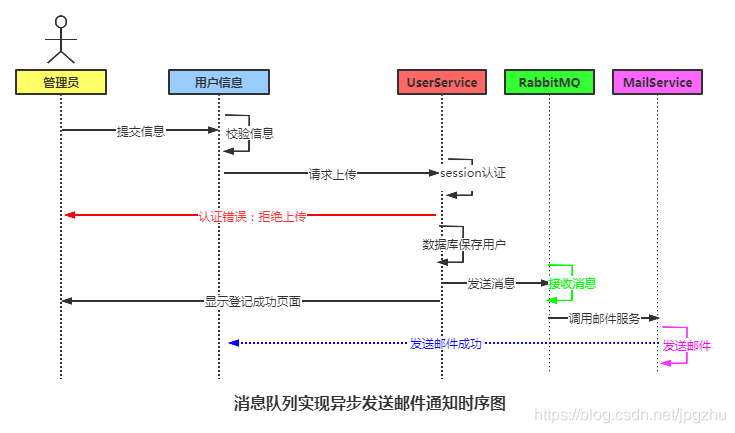 管理员
用户信息
UserService
RabbitMQ
MailService
提交信息
校验信息
请求上传
session认证
认证错误；拒绝上传
数据库保存用户
发送消息
接收消息
显示登记成功页面
调用邮件服务
发送邮件成功
发送邮件
消息队列实现异步发送邮件通知时序图
https://blog.csdn.net/jpgzhu